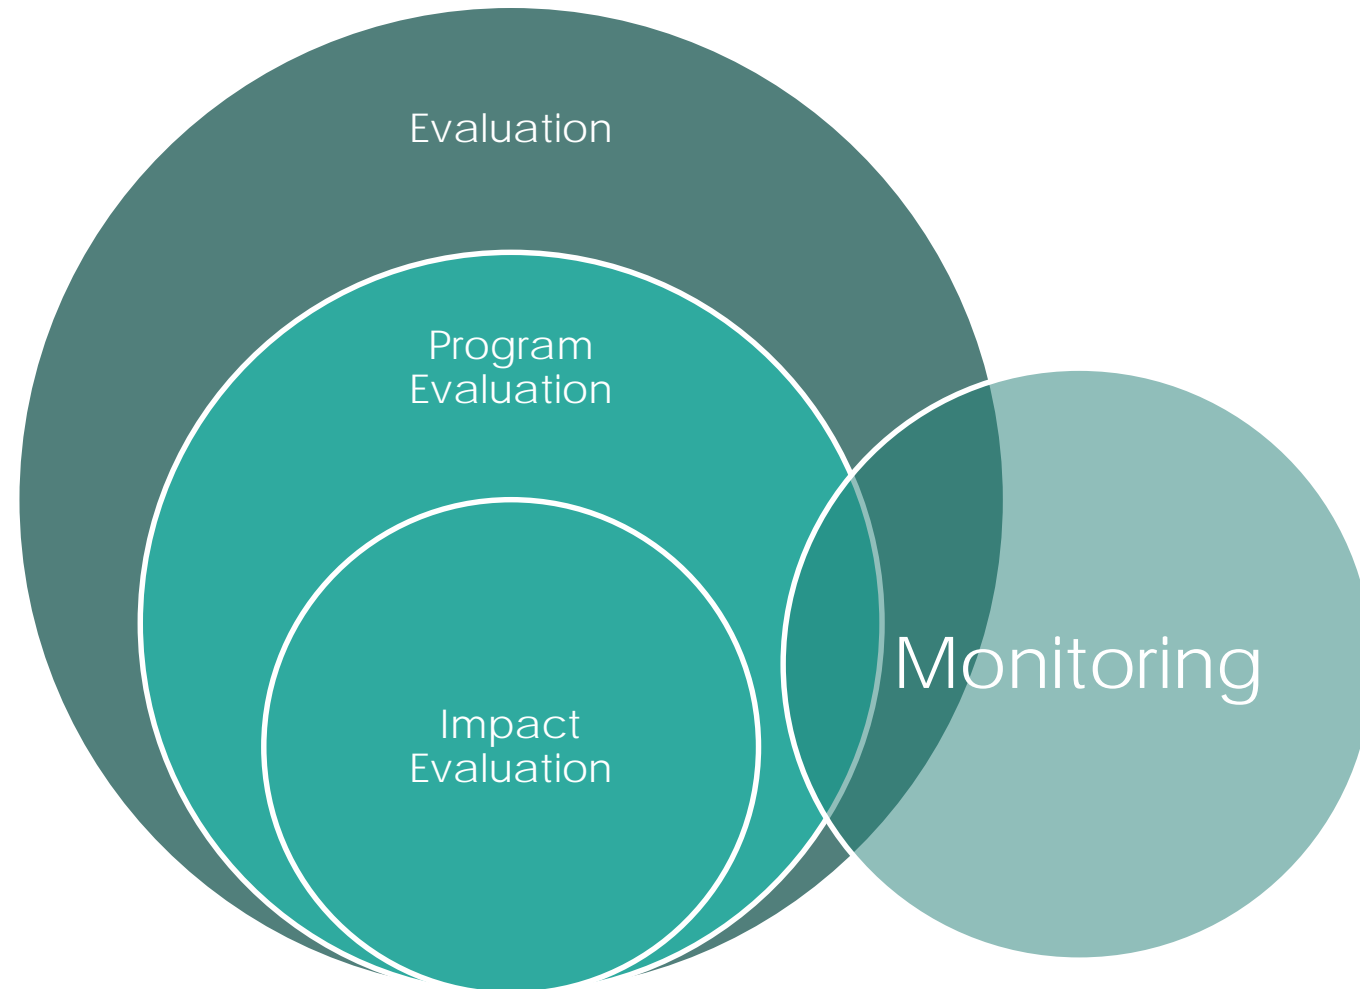 Evaluation
Program
Evaluation
Monitoring
Impact
Evaluation